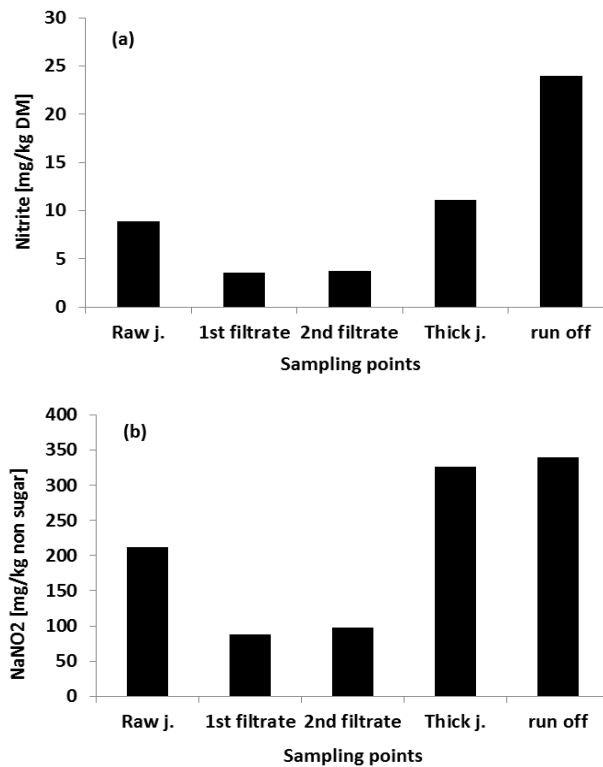 30
(a)
25
20
15
10
5
0
Nitrite [mg/kg DM]
Raw j. 1st filtrate 2nd filtrate Thick j. run off
Sampling points
400
(b)
350
300
250
200
150
100
50
0
NaNO2 [mg/kg non sugar]
Raw j. 1st filtrate 2nd filtrate Thick j. run off
Sampling points